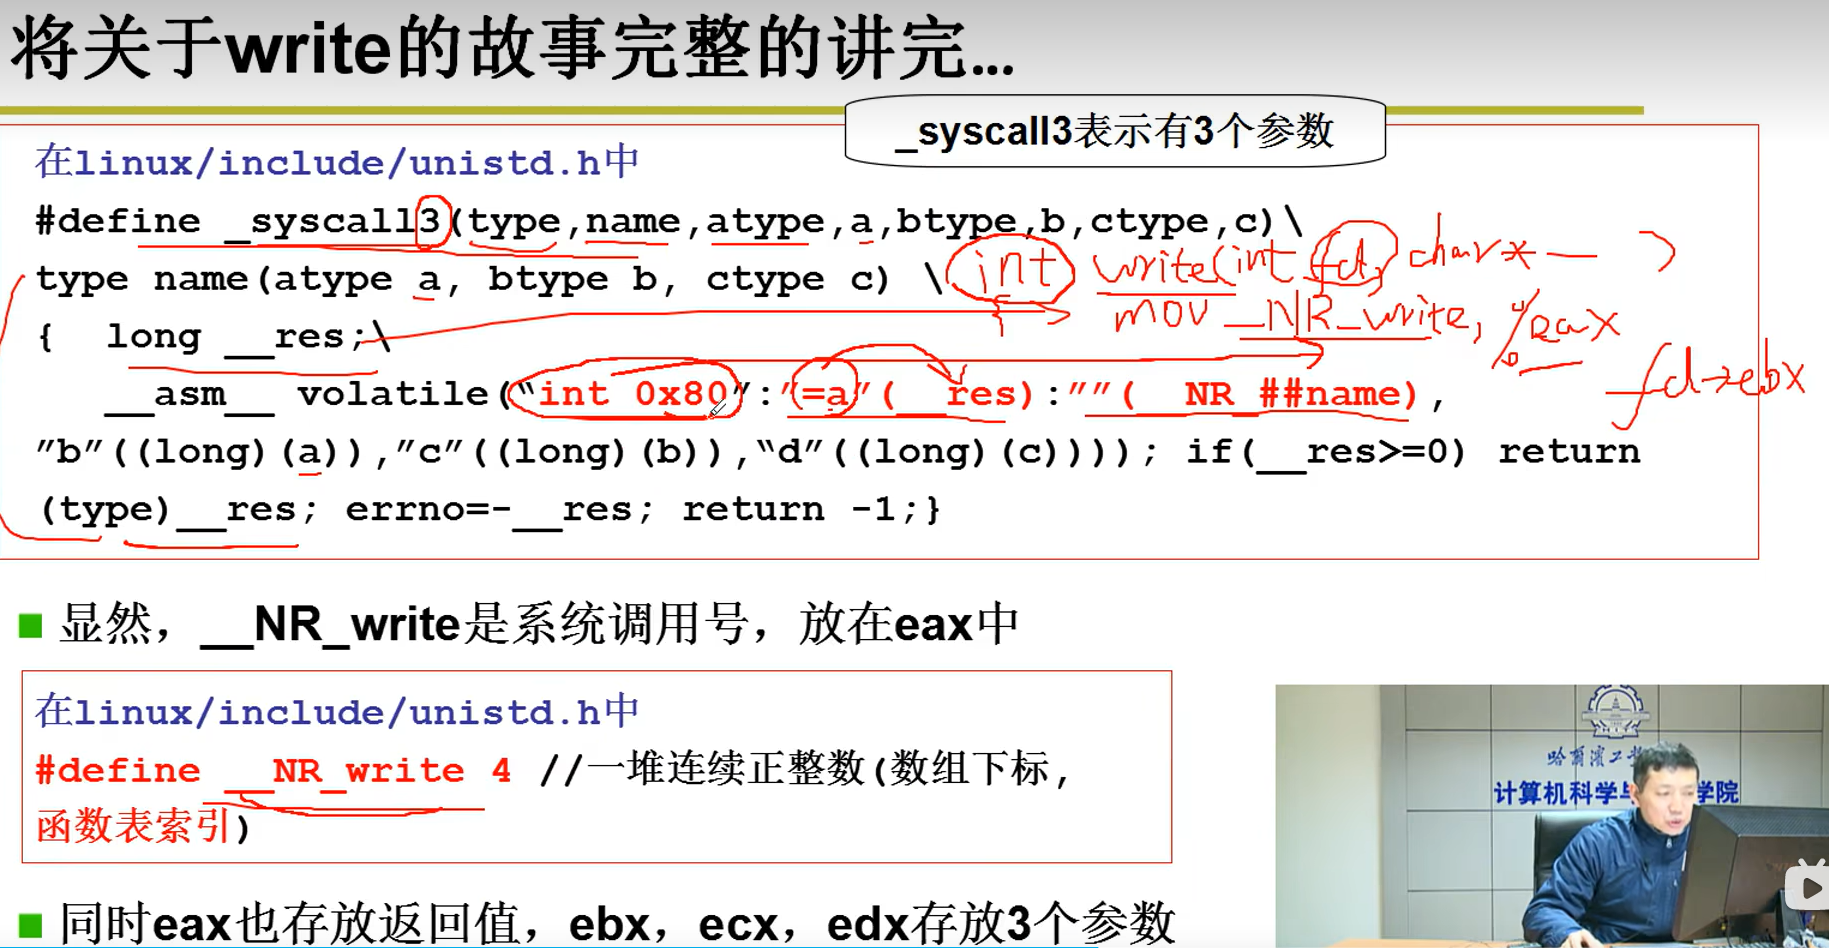 将关于write的故事完整的讲完...
_syscall3表示有3个参数
在linux/include/unistd.h中
#define _syscall3(type,name,atype,a,btype,b,ctype,c)\
type name(atype a, btype b, ctype c) \
int write(int fd, char* — )
{ mov __NR_write, %eax
{ long __res;\
fd→ebx
__asm__ volatile(“int 0x80”:”=a”(__res):””(__NR_##name),
”b”((long)(a)),”c”((long)(b)),“d”((long)(c)))); if(__res>=0) return
(type)__res; errno=-__res; return -1;}
显然，__NR_write是系统调用号，放在eax中
在linux/include/unistd.h中
#define __NR_write 4 //一堆连续正整数(数组下标,
函数表索引)
哈尔滨工
计算机科学与 学院
同时eax也存放返回值，ebx，ecx，edx存放3个参数